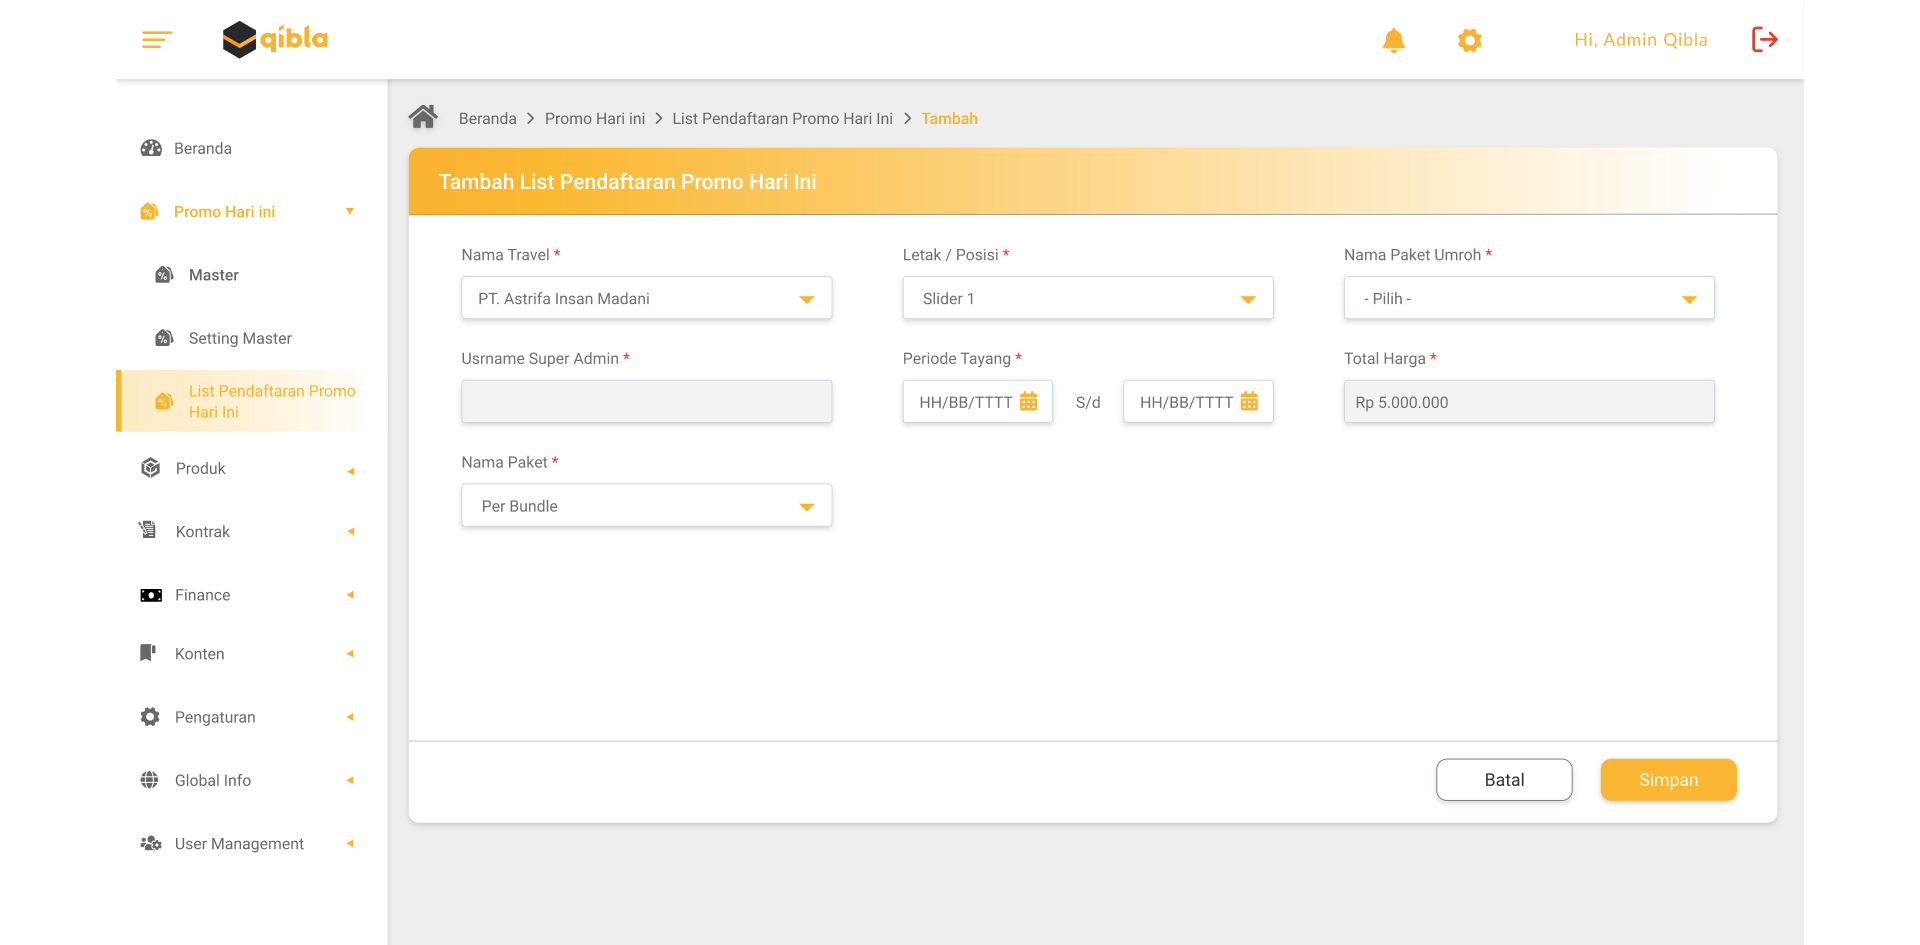 qibla
Hi, Admin Qibla
Beranda
Promo Hari ini
Master
Setting Master
List Pendaftaran Promo
Hari Ini
Produk
Kontrak
Finance
Konten
Pengaturan
Global Info
User Management
Beranda > Promo Hari ini > List Pendaftaran Promo Hari Ini > Tambah
Tambah List Pendaftaran Promo Hari Ini
Nama Travel *
PT. Astrifa Insan Madani
Letak / Posisi *
Slider 1
Nama Paket Umroh *
- Pilih -
Usrname Super Admin *
Periode Tayang *
HH/BB/TTTT S/d HH/BB/TTTT
Total Harga *
Rp 5.000.000
Nama Paket *
Per Bundle
Batal
Simpan